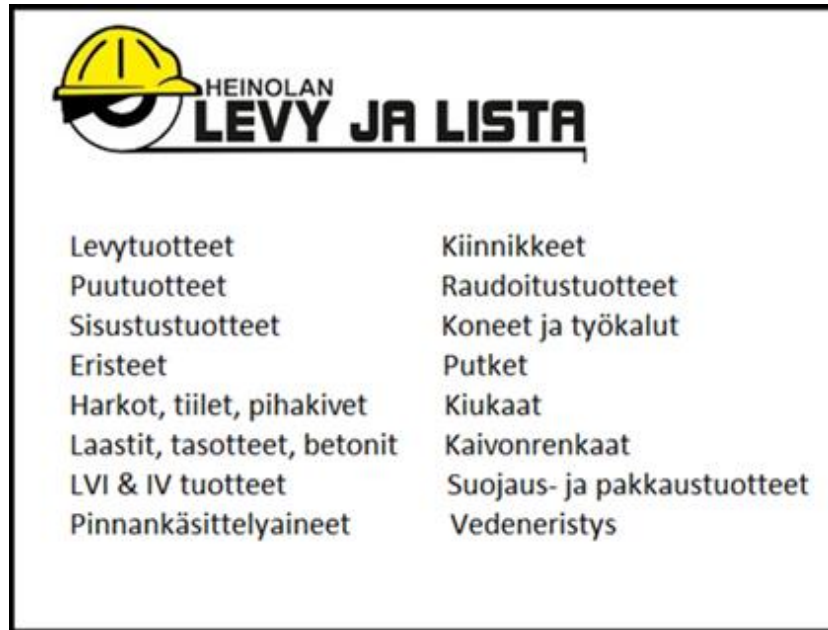 HEINOLAN
LEVY JA LISTA
Levytuotteet
Puutuotteet
Sisustustuotteet
Eristeet
Harkot, tiilet, pihakivet
Laastit, tasotteet, betonit
LVI & IV tuotteet
Pinnankäsittelyaineet
Kiinnikkeet
Raudoitustuotteet
Koneet ja työkalut
Putket
Kiukaat
Kaivonrenkaat
Suojaus- ja pakkaustuotteet
Vedeneristys